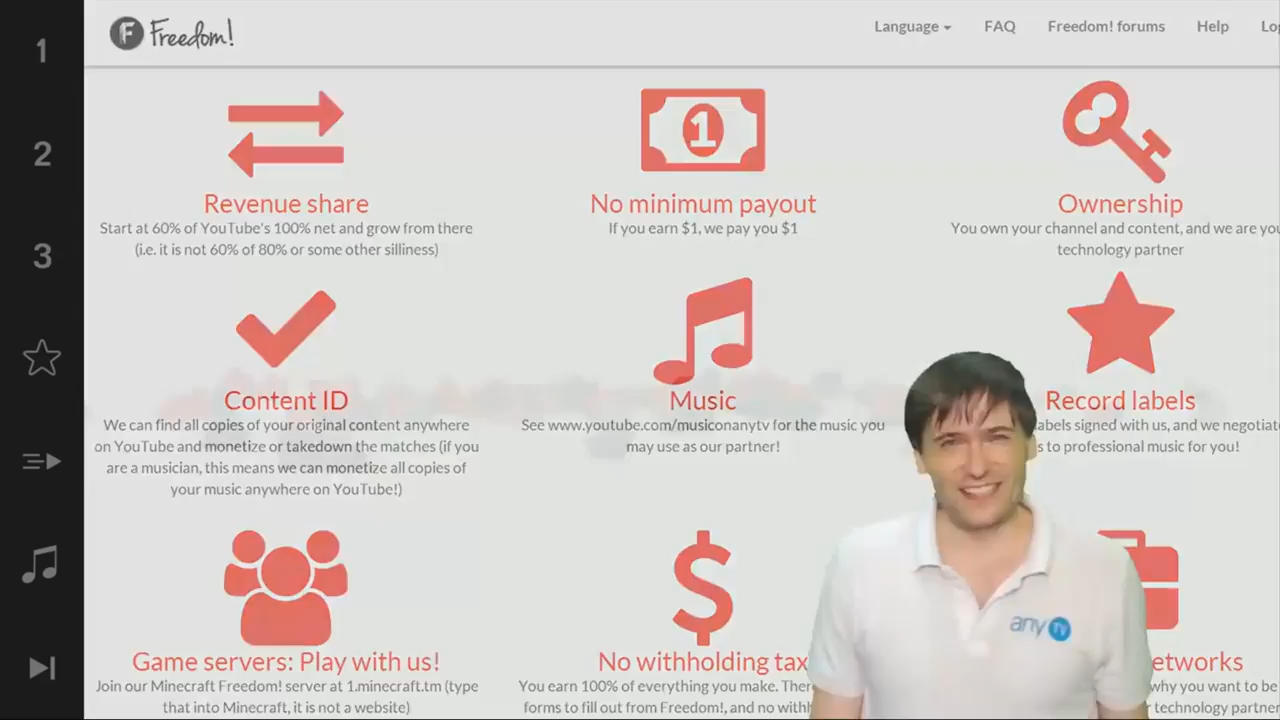 1
2
3
F Freedom!
Language
FAQ
Freedom! forums
Help
1
Revenue share
Start at 60% of YouTube's 100% net and grow from there
(i.e. it is not 60% of 80% or some other silliness)
No minimum payout
If you earn $1, we pay you $1
Ownership
You own your channel and content, and we are
technology partner
Content ID
We can find all copies of your original content anywhere
on YouTube and monetize or takedown the matches (if you
are a musician, this means we can monetize all copies of
your music anywhere on YouTube!)
Music
See www.youtube.com/musiconanytv for the music you
may use as our partner!
Record labels
signed with us, and we
to professional music for you!
$
Game servers: Play with us!
Join our Minecraft Freedom! server at 1.minecraft.tm (type
that into Minecraft, it is not a website)
No withholding tax
You earn 100% of everything you make.
forms to fill out from Freedom!, and no
why you want to be
technology partner
any TV